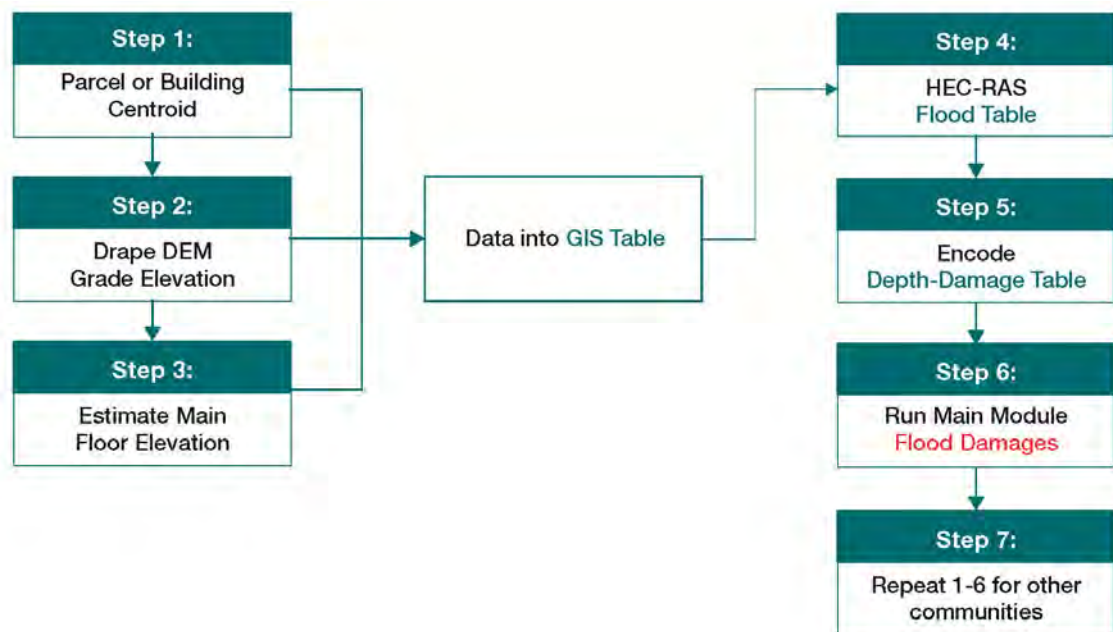 Step 1:
Parcel or Building
Centroid
Step 2:
Drape DEM
Grade Elevation
Step 3:
Estimate Main
Floor Elevation
Data into GIS Table
Step 4:
HEC-RAS
Flood Table
Step 5:
Encode
Depth-Damage Table
Step 6:
Run Main Module
Flood Damages
Step 7:
Repeat 1-6 for other
communities